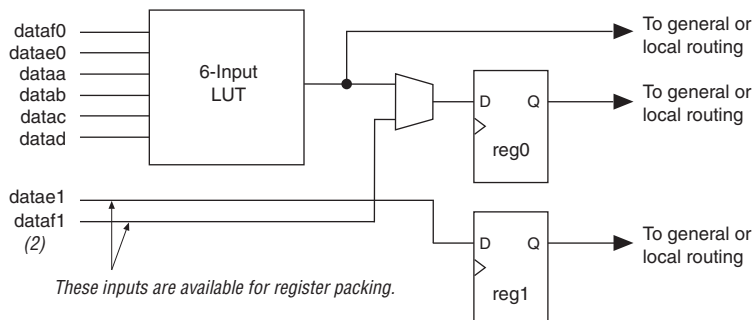 dataf0
datae0
dataa
datab
datac
datad
6-Input
LUT
To general or
local routing
D
Q
reg0
To general or
local routing
datae1
dataf1
(2)
These inputs are available for register packing.
D
Q
reg1
To general or
local routing